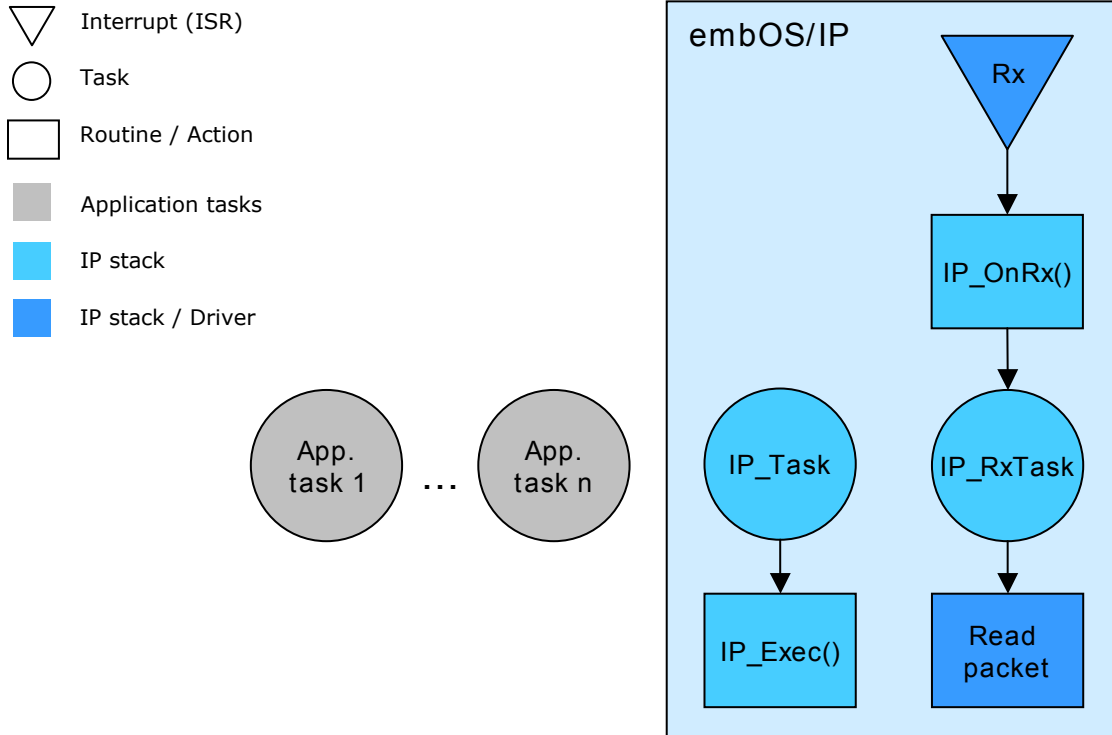 Interrupt (ISR)
Task
Routine / Action
Application tasks
IP stack
IP stack / Driver
embOS/IP
Rx
IP_OnRx()
App.
task 1
...
App.
task n
IP_Task
IP_RxTask
IP_Exec()
Read
packet